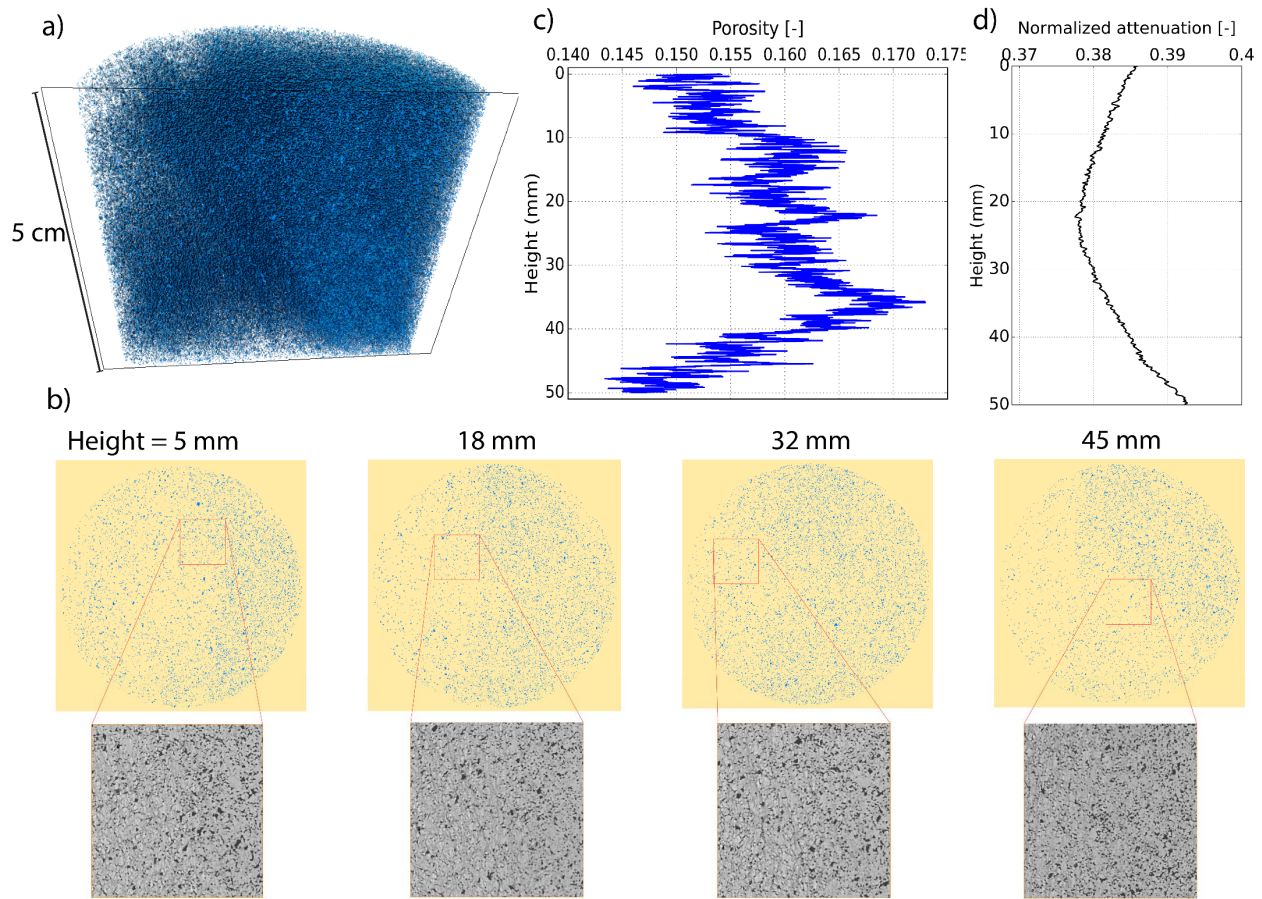 a)
5 cm
c)
Porosity [-]
0.140 0.145 0.150 0.155 0.160 0.165 0.170 0.175
Height (mm)
0
10
20
30
40
50
d)
Normalized attenuation [-]
0.37 0.38 0.39 0.4
Height (mm)
0
10
20
30
40
50
b)
Height = 5 mm 18 mm 32 mm 45 mm